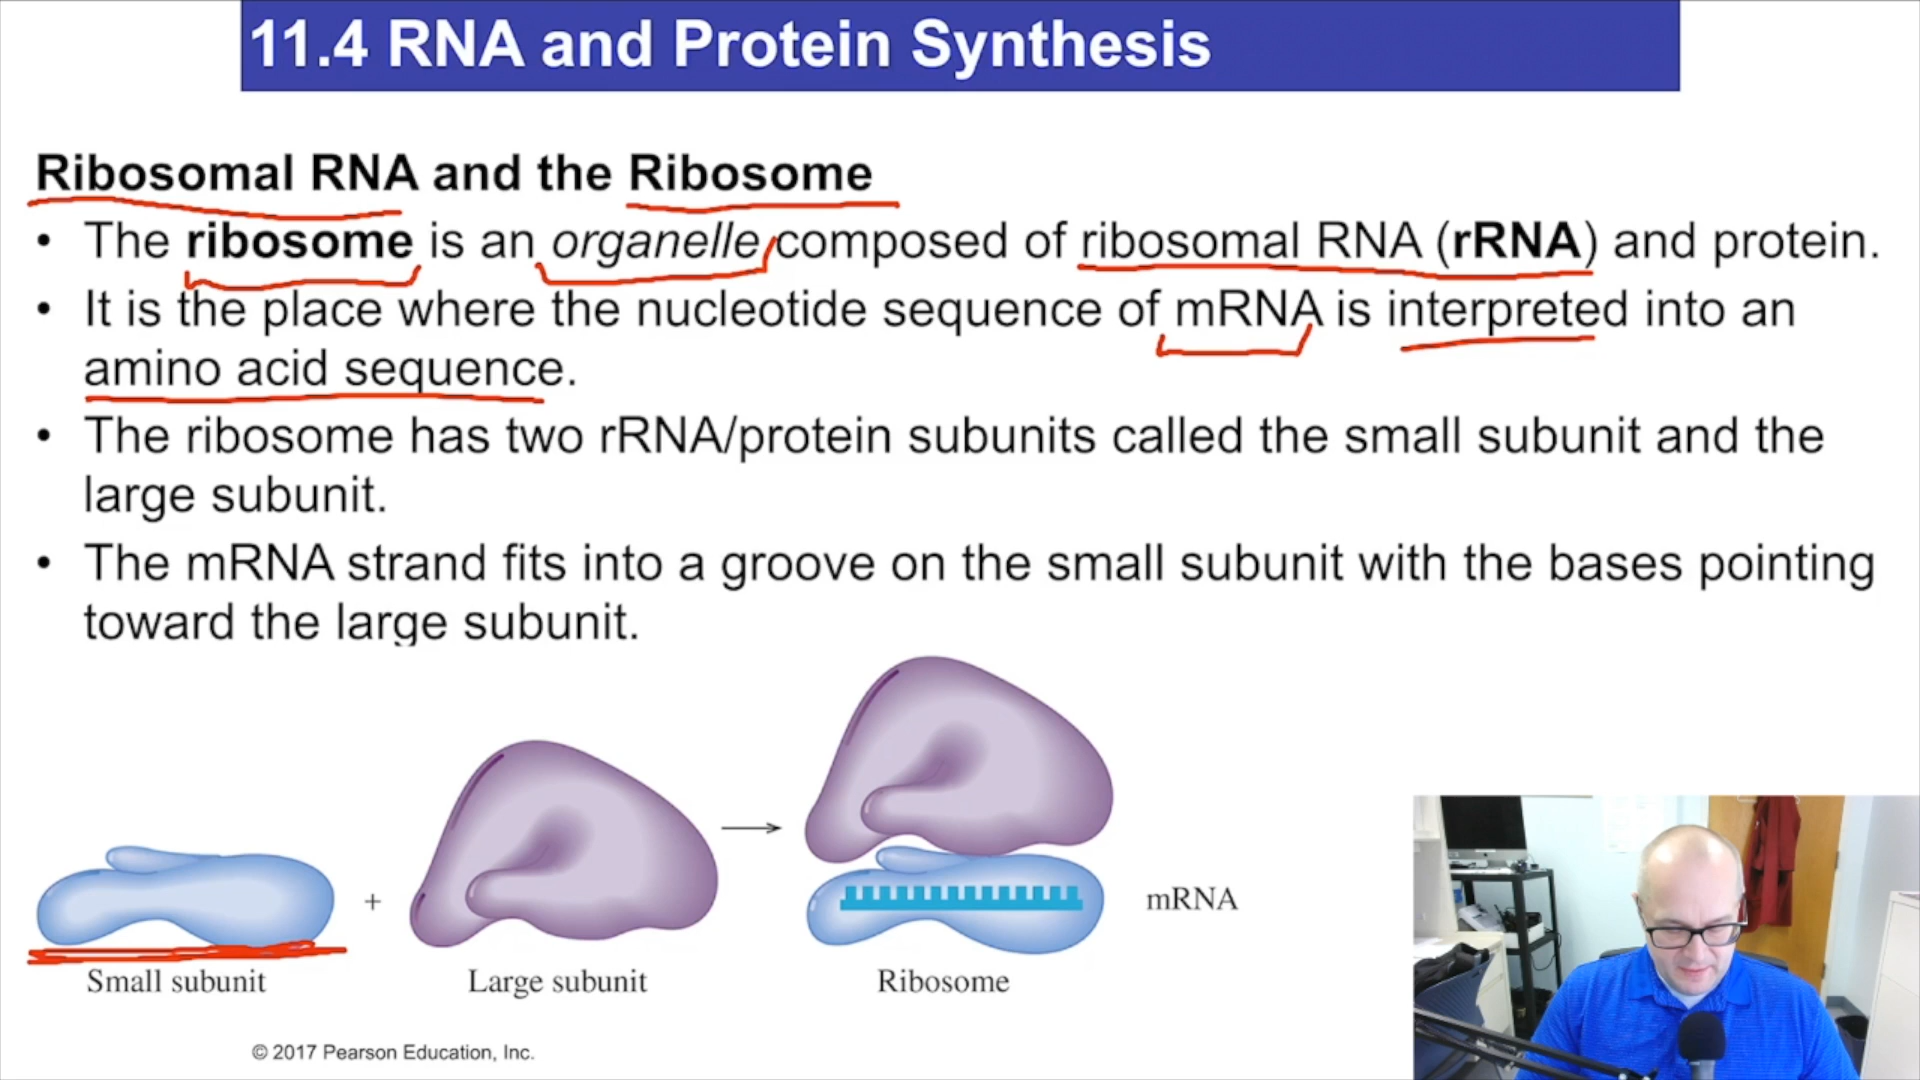 11.4 RNA and Protein Synthesis
Ribosomal RNA and the Ribosome
• The ribosome is an organelle composed of ribosomal RNA (rRNA) and protein.
• It is the place where the nucleotide sequence of mRNA is interpreted into an
amino acid sequence.
• The ribosome has two rRNA/protein subunits called the small subunit and the
large subunit.
• The mRNA strand fits into a groove on the small subunit with the bases pointing
toward the large subunit.
+
mRNA
Small subunit
Large subunit
Ribosome
© 2017 Pearson Education, Inc.